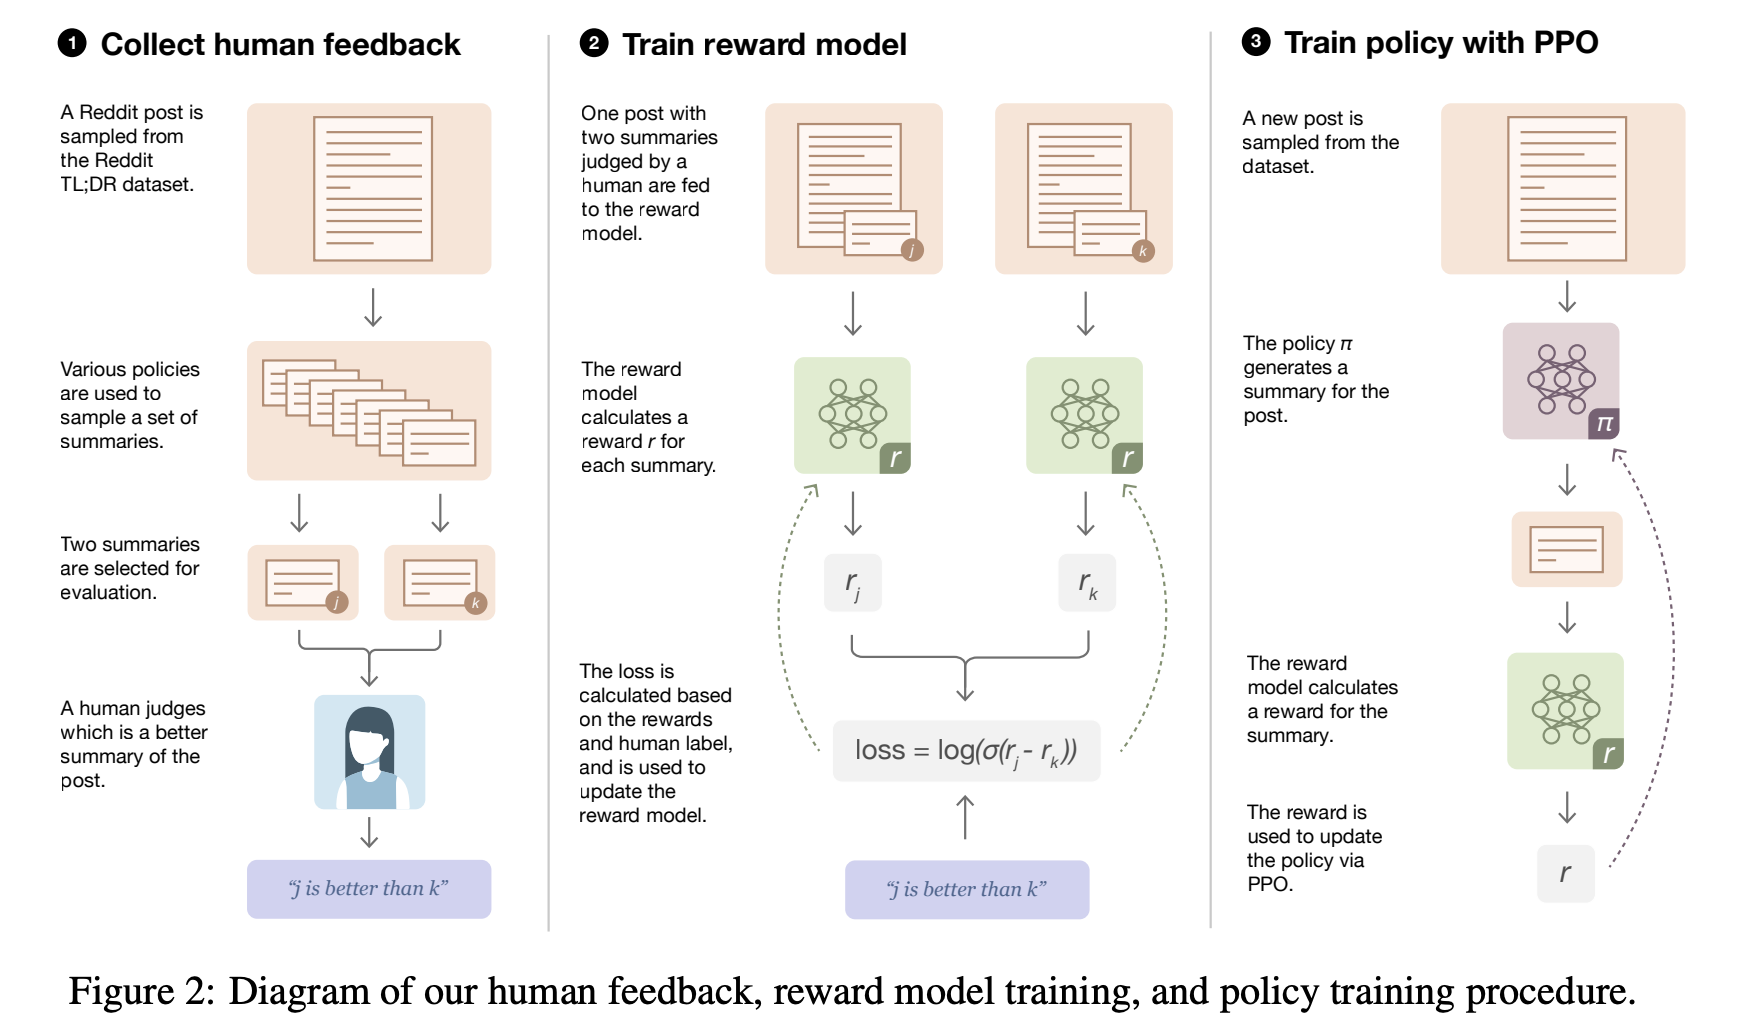 1 Collect human feedback
A Reddit post is
sampled from
the Reddit
TL;DR dataset.
Various policies
are used to
sample a set of
summaries.
Two summaries
are selected for
evaluation.
j
k
A human judges
which is a better
summary of the
post.
“j is better than k”
2 Train reward model
One post with
two summaries
judged by a
human are fed
to the reward
model.
j
k
The reward
model
calculates a
reward r for
each summary.
r
r
r_j
r_k
The loss is
calculated based
on the rewards
and human label,
and is used to
update the
reward model.
loss = log(σ(r_j - r_k))
“j is better than k”
3 Train policy with PPO
A new post is
sampled from the
dataset.
The policy π
generates a
summary for the
post.
π
The reward
model calculates
a reward for the
summary.
r
The reward is
used to update
the policy via
PPO.
r
Figure 2: Diagram of our human feedback, reward model training, and policy training procedure.